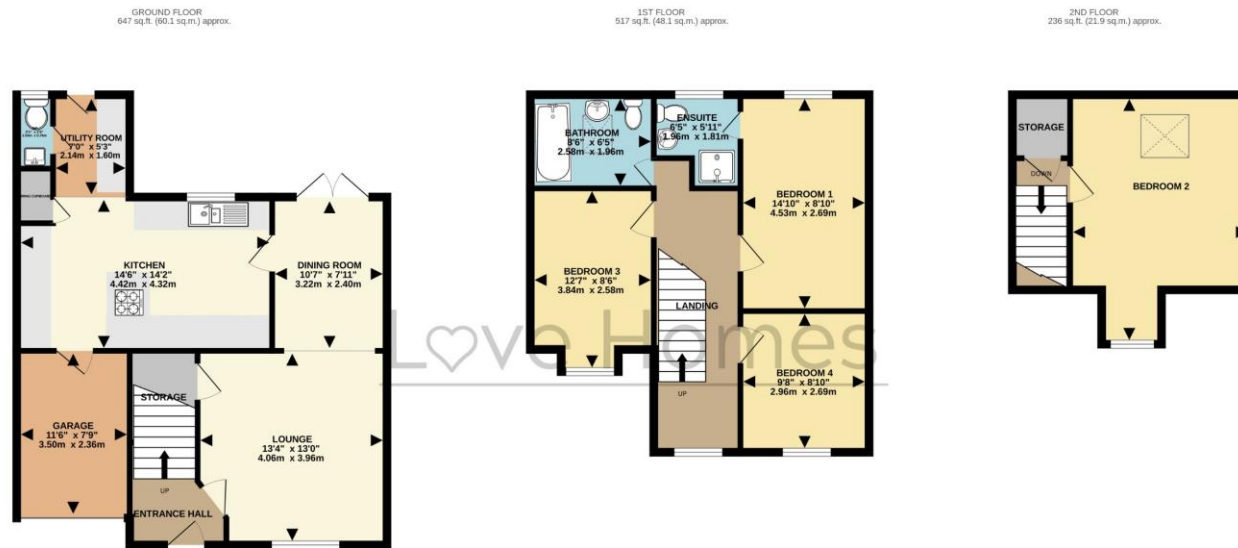 GROUND FLOOR
647 sq.ft. (60.1 sq.m.) approx.
UTILITY ROOM
7'0" x 5'3"
2.14m x 1.60m
KITCHEN
14'6" x 14'2"
4.42m x 4.32m
DINING ROOM
10'7" x 7'11"
3.22m x 2.40m
GARAGE
11'6" x 7'9"
3.50m x 2.36m
STORAGE
UP
ENTRANCE HALL
LOUNGE
13'4" x 13'0"
4.06m x 3.96m
1ST FLOOR
517 sq.ft. (48.1 sq.m.) approx.
BATHROOM
8'6" x 6'5"
2.58m x 1.96m
ENSUITE
6'5" x 5'11"
1.96m x 1.81m
BEDROOM 1
14'10" x 8'10"
4.53m x 2.69m
BEDROOM 3
12'7" x 8'6"
3.84m x 2.58m
LANDING
UP
BEDROOM 4
9'8" x 8'10"
2.96m x 2.69m
2ND FLOOR
236 sq.ft. (21.9 sq.m.) approx.
STORAGE
DOWN
BEDROOM 2
Love Homes